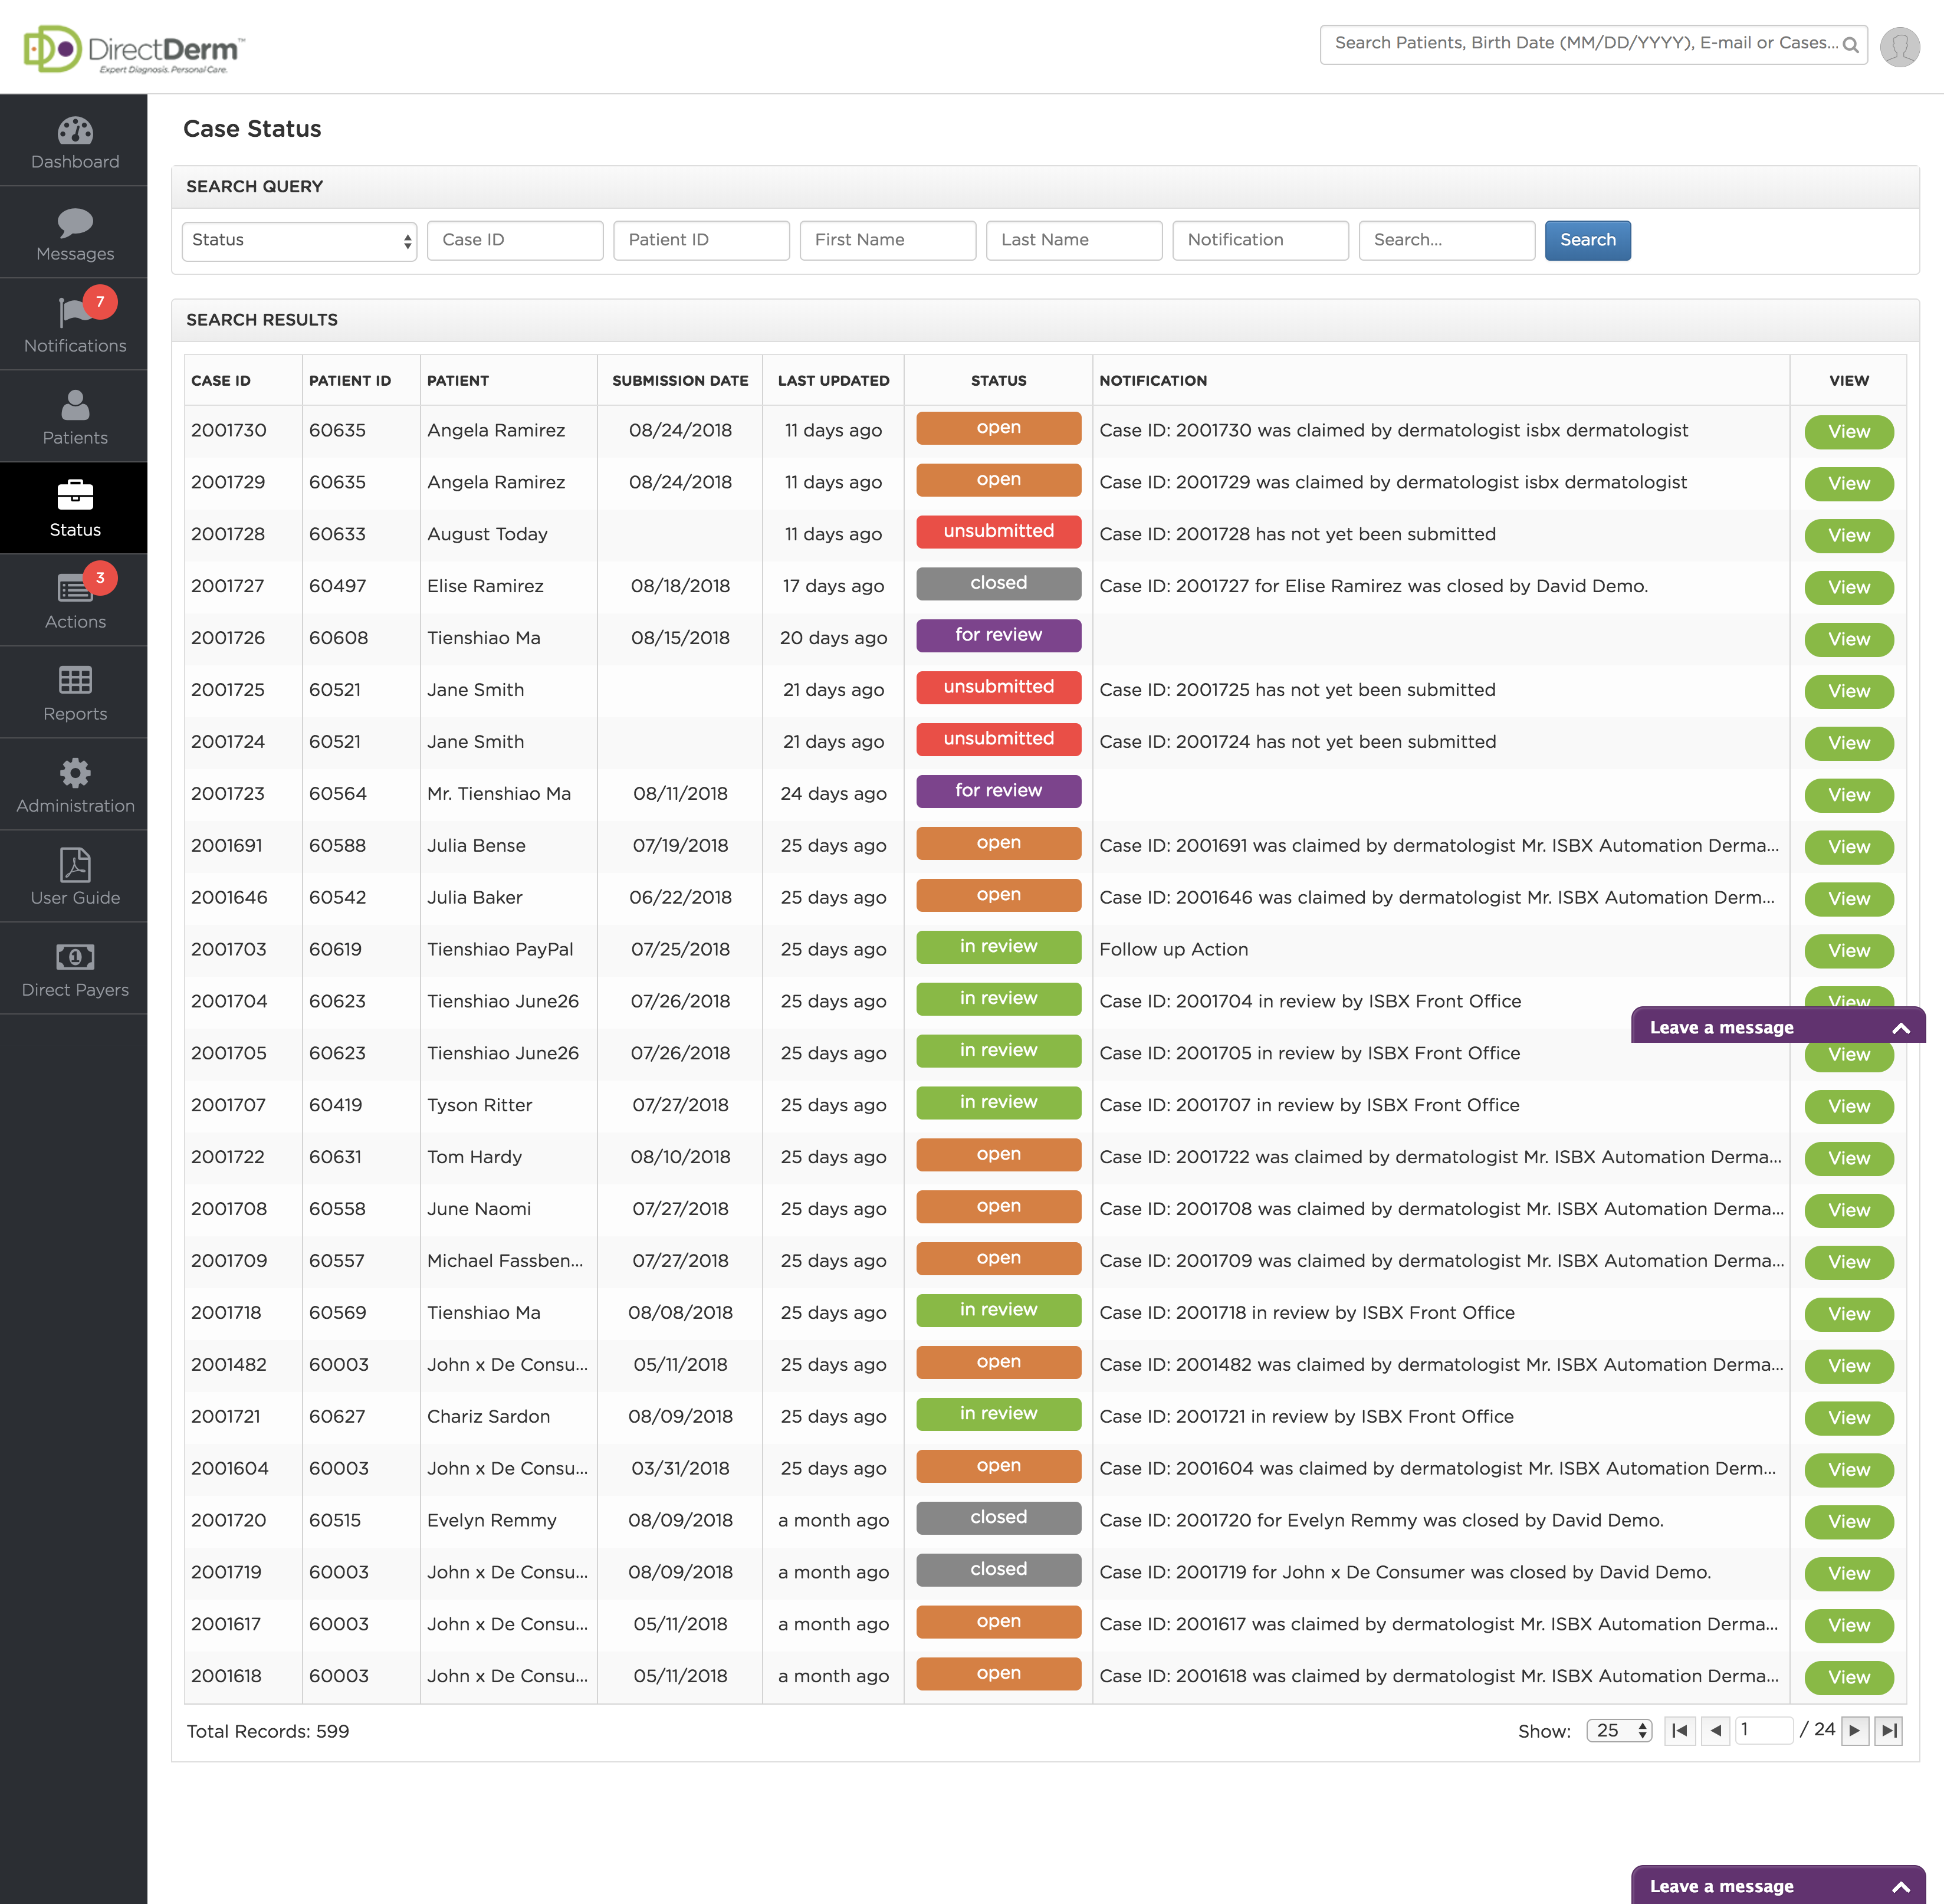 DirectDerm™
Expert Diagnosis. Personal Care.
Search Patients, Birth Date (MM/DD/YYYY), E-mail or Cases...
Dashboard
Messages
7
Notifications
Patients
Status
3
Actions
Reports
Administration
User Guide
Direct Payers
Case Status
SEARCH QUERY
Status Case ID Patient ID First Name Last Name Notification Search... Search
SEARCH RESULTS
CASE ID PATIENT ID PATIENT SUBMISSION DATE LAST UPDATED STATUS NOTIFICATION VIEW
2001730 60635 Angela Ramirez 08/24/2018 11 days ago open Case ID: 2001730 was claimed by dermatologist isbx dermatologist View
2001729 60635 Angela Ramirez 08/24/2018 11 days ago open Case ID: 2001729 was claimed by dermatologist isbx dermatologist View
2001728 60633 August Today 11 days ago unsubmitted Case ID: 2001728 has not yet been submitted View
2001727 60497 Elise Ramirez 08/18/2018 17 days ago closed Case ID: 2001727 for Elise Ramirez was closed by David Demo. View
2001726 60608 Tienshiao Ma 08/15/2018 20 days ago for review View
2001725 60521 Jane Smith 21 days ago unsubmitted Case ID: 2001725 has not yet been submitted View
2001724 60521 Jane Smith 21 days ago unsubmitted Case ID: 2001724 has not yet been submitted View
2001723 60564 Mr. Tienshiao Ma 08/11/2018 24 days ago for review View
2001691 60588 Julia Bense 07/19/2018 25 days ago open Case ID: 2001691 was claimed by dermatologist Mr. ISBX Automation Derma... View
2001646 60542 Julia Baker 06/22/2018 25 days ago open Case ID: 2001646 was claimed by dermatologist Mr. ISBX Automation Derm... View
2001703 60619 Tienshiao PayPal 07/25/2018 25 days ago in review Follow up Action View
2001704 60623 Tienshiao June26 07/26/2018 25 days ago in review Case ID: 2001704 in review by ISBX Front Office View
Leave a message
2001705 60623 Tienshiao June26 07/26/2018 25 days ago in review Case ID: 2001705 in review by ISBX Front Office View
2001707 60419 Tyson Ritter 07/27/2018 25 days ago in review Case ID: 2001707 in review by ISBX Front Office View
2001722 60631 Tom Hardy 08/10/2018 25 days ago open Case ID: 2001722 was claimed by dermatologist Mr. ISBX Automation Derma... View
2001708 60558 June Naomi 07/27/2018 25 days ago open Case ID: 2001708 was claimed by dermatologist Mr. ISBX Automation Derma... View
2001709 60557 Michael Fassben... 07/27/2018 25 days ago open Case ID: 2001709 was claimed by dermatologist Mr. ISBX Automation Derma... View
2001718 60569 Tienshiao Ma 08/08/2018 25 days ago in review Case ID: 2001718 in review by ISBX Front Office View
2001482 60003 John x De Consu... 05/11/2018 25 days ago open Case ID: 2001482 was claimed by dermatologist Mr. ISBX Automation Derma... View
2001721 60627 Chariz Sardon 08/09/2018 25 days ago in review Case ID: 2001721 in review by ISBX Front Office View
2001604 60003 John x De Consu... 03/31/2018 25 days ago open Case ID: 2001604 was claimed by dermatologist Mr. ISBX Automation Derm... View
2001720 60515 Evelyn Remmy 08/09/2018 a month ago closed Case ID: 2001720 for Evelyn Remmy was closed by David Demo. View
2001719 60003 John x De Consu... 08/09/2018 a month ago closed Case ID: 2001719 for John x De Consumer was closed by David Demo. View
2001617 60003 John x De Consu... 05/11/2018 a month ago open Case ID: 2001617 was claimed by dermatologist Mr. ISBX Automation Derma... View
2001618 60003 John x De Consu... 05/11/2018 a month ago open Case ID: 2001618 was claimed by dermatologist Mr. ISBX Automation Derma... View
Total Records: 599 Show: 25 1 / 24
Leave a message